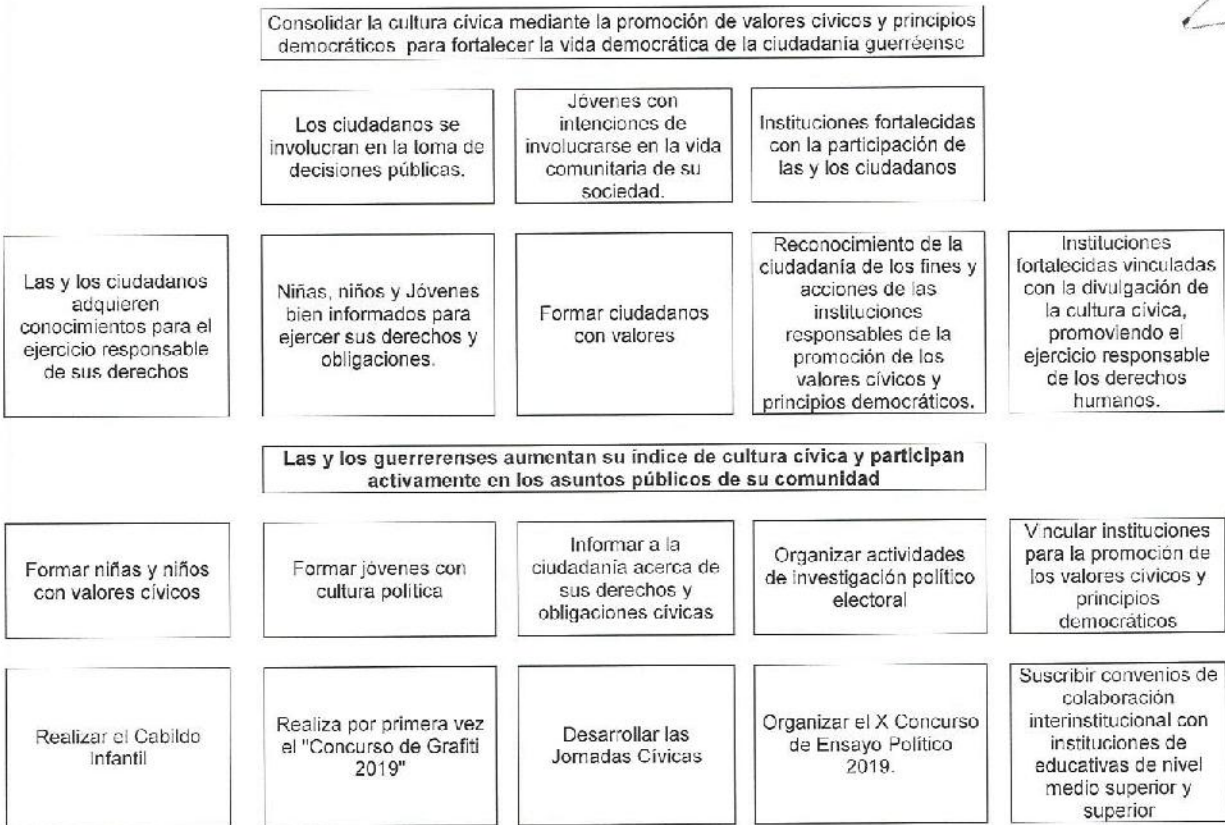 Consolidar la cultura cívica mediante la promoción de valores cívicos y principios
democráticos para fortalecer la vida democrática de la ciudadanía guerréense
Los ciudadanos se
involucran en la toma de
decisiones públicas.
Jóvenes con
intenciones de
involucrarse en la vida
comunitaria de su
sociedad.
Instituciones fortalecidas
con la participación de
las y los ciudadanos
Las y los ciudadanos
adquieren
conocimientos para el
ejercicio responsable
de sus derechos
Niñas, niños y Jóvenes
bien informados para
ejercer sus derechos y
obligaciones.
Formar ciudadanos
con valores
Reconocimiento de la
ciudadanía de los fines y
acciones de las
instituciones
responsables de la
promoción de los
valores cívicos y
principios democráticos.
Instituciones
fortalecidas vinculadas
con la divulgación de
la cultura cívica,
promoviendo el
ejercicio responsable
de los derechos
humanos.
Las y los guerrerenses aumentan su índice de cultura cívica y participan
activamente en los asuntos públicos de su comunidad
Formar niñas y niños
con valores cívicos
Formar jóvenes con
cultura política
Informar a la
ciudadanía acerca de
sus derechos y
obligaciones cívicas
Organizar actividades
de investigación político
electoral
Vincular instituciones
para la promoción de
los valores cívicos y
principios
democráticos
Realizar el Cabildo
Infantil
Realiza por primera vez
el "Concurso de Grafiti
2019"
Desarrollar las
Jornadas Cívicas
Organizar el X Concurso
de Ensayo Político
2019.
Suscribir convenios de
colaboración
interinstitucional con
instituciones de
educativas de nivel
medio superior y
superior